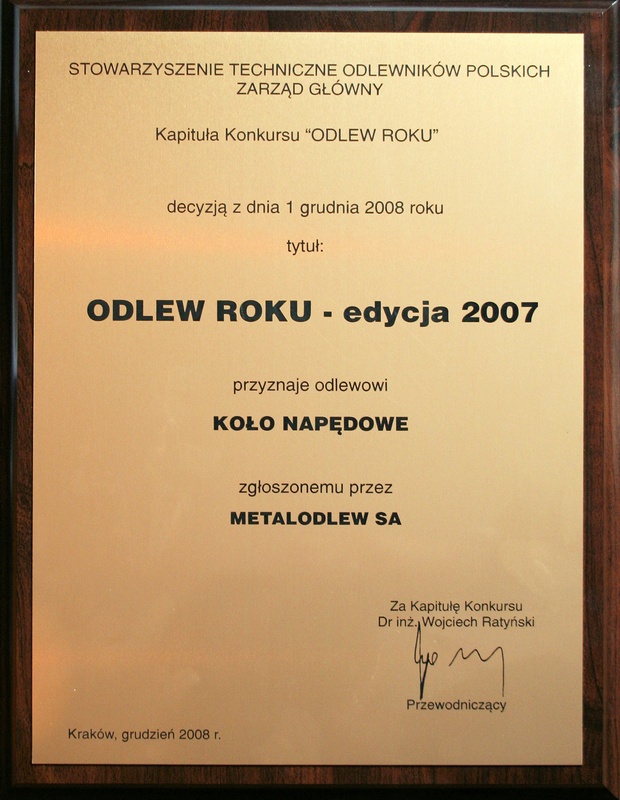 STOWARZYSZENIE TECHNICZNE ODLEWNIKÓW POLSKICH
ZARZĄD GŁÓWNY
Kapituła Konkursu “ODLEW ROKU”
decyzją z dnia 1 grudnia 2008 roku
tytuł:
ODLEW ROKU - edycja 2007
przyznaje odlewowi
KOŁO NAPĘDOWE
zgłoszonemu przez
METALODLEW SA
Za Kapitułę Konkursu
Dr inż. Wojciech Ratyński
Przewodniczący
Kraków, grudzień 2008 r.